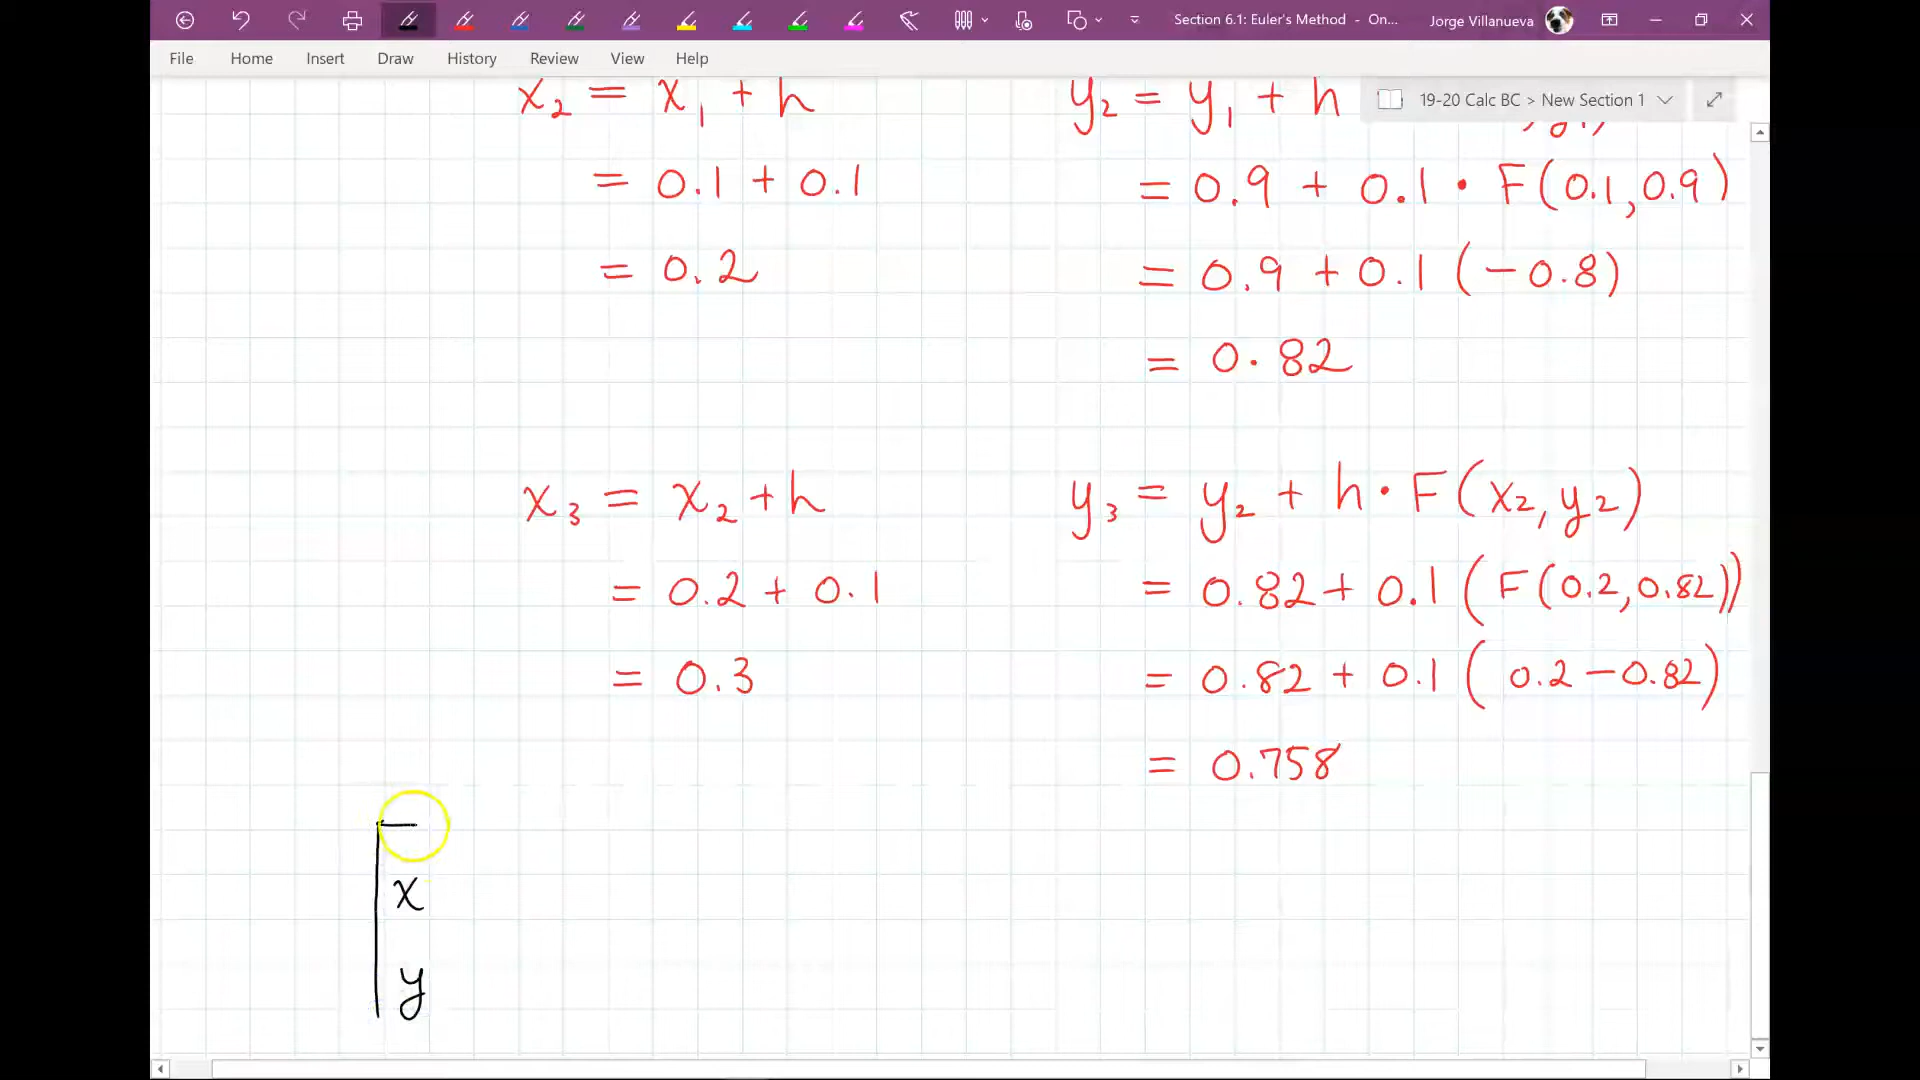 Section 6.1: Euler's Method - On... Jorge Villanueva
File Home Insert Draw History Review View Help
19-20 Calc BC > New Section 1
x₂ = x₁ + h
= 0.1 + 0.1
= 0.2
y₂ = y₁ + h
= 0.9 + 0.1 • F(0.1, 0.9)
= 0.9 + 0.1 (-0.8)
= 0.82
x₃ = x₂ + h
= 0.2 + 0.1
= 0.3
y₃ = y₂ + h • F(x₂, y₂)
= 0.82 + 0.1 (F(0.2, 0.82))
= 0.82 + 0.1 (0.2 - 0.82)
= 0.758
x
y